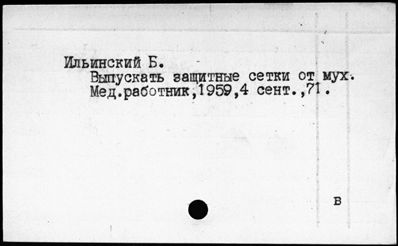 Ильинский Б.
Выпускать защитные сетки от мух.
Мед.работник,1959,4 сент.,71.
В